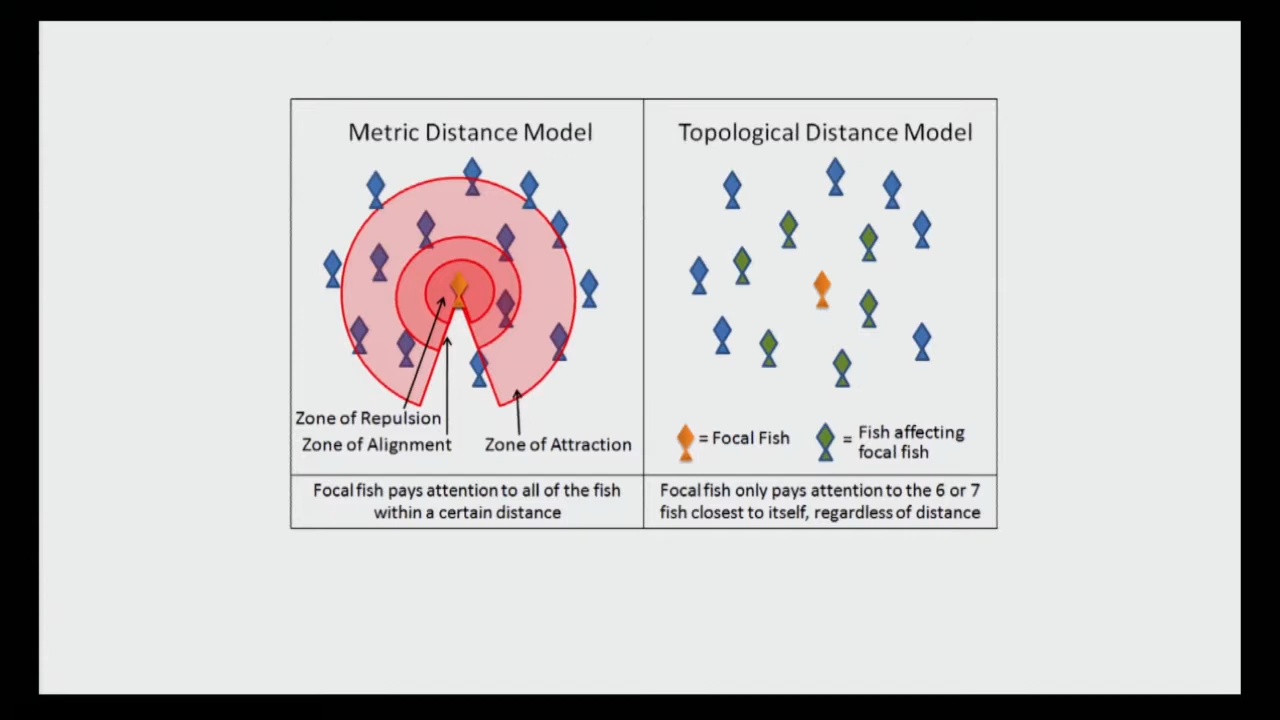 Metric Distance Model
Zone of Repulsion
Zone of Alignment
Zone of Attraction
Focal fish pays attention to all of the fish
within a certain distance
Topological Distance Model
= Focal Fish
= Fish affecting
focal fish
Focal fish only pays attention to the 6 or 7
fish closest to itself, regardless of distance